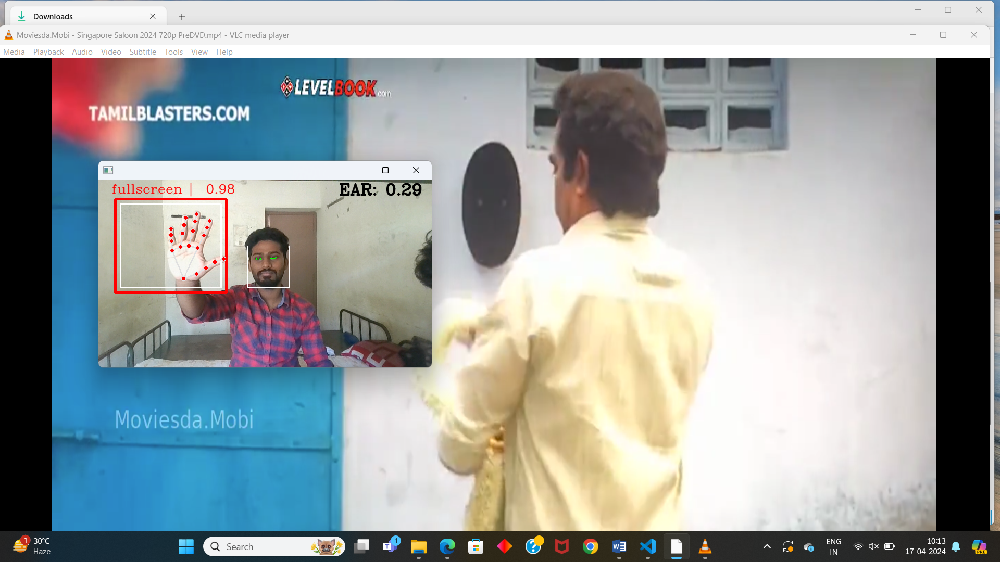 Downloads
Moviesda.Mobi - Singapore Saloon 2024 720p PreDVD.mp4 - VLC media player
Media Playback Audio Video Subtitle Tools View Help
LEVELBOOK.com
TAMILBLASTERS.COM
fullscreen | 0.98
EAR: 0.29
Moviesda.Mobi
1
30°C
Haze
Search
1
ENG
IN
10:13
17-04-2024
PRE